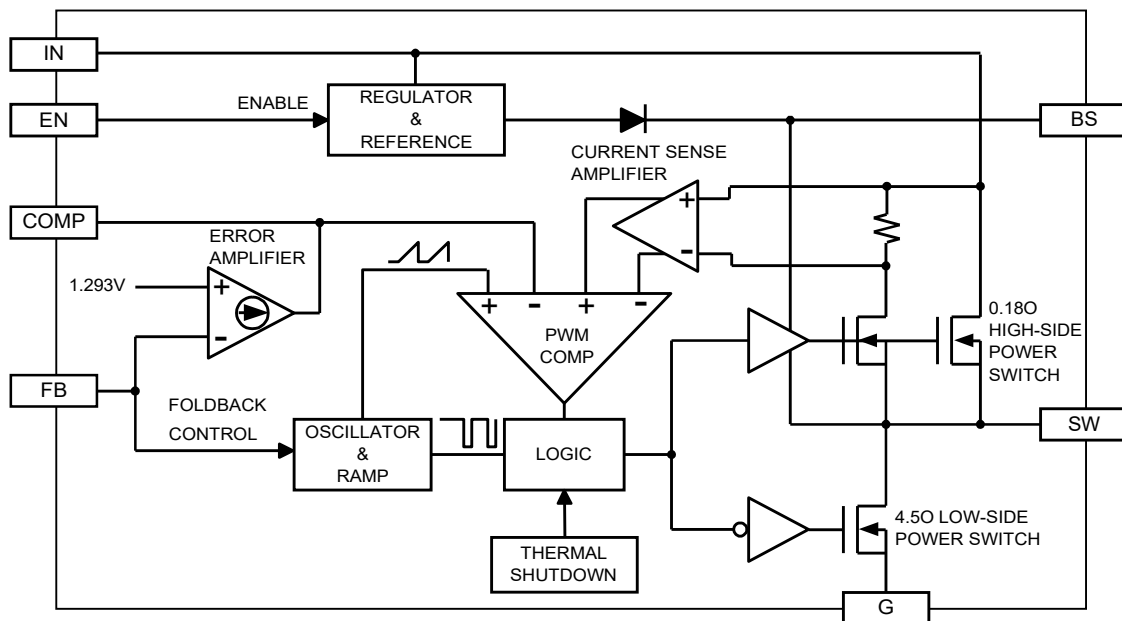 IN
EN
ENABLE
REGULATOR
&
REFERENCE
BS
CURRENT SENSE
AMPLIFIER
COMP
ERROR
AMPLIFIER
1.293V
+
-
+
-
+
-
+
-
PWM
COMP
0.18O
HIGH-SIDE
POWER
SWITCH
FB
FOLDBACK
CONTROL
OSCILLATOR
&
RAMP
LOGIC
SW
THERMAL
SHUTDOWN
4.5O LOW-SIDE
POWER SWITCH
G